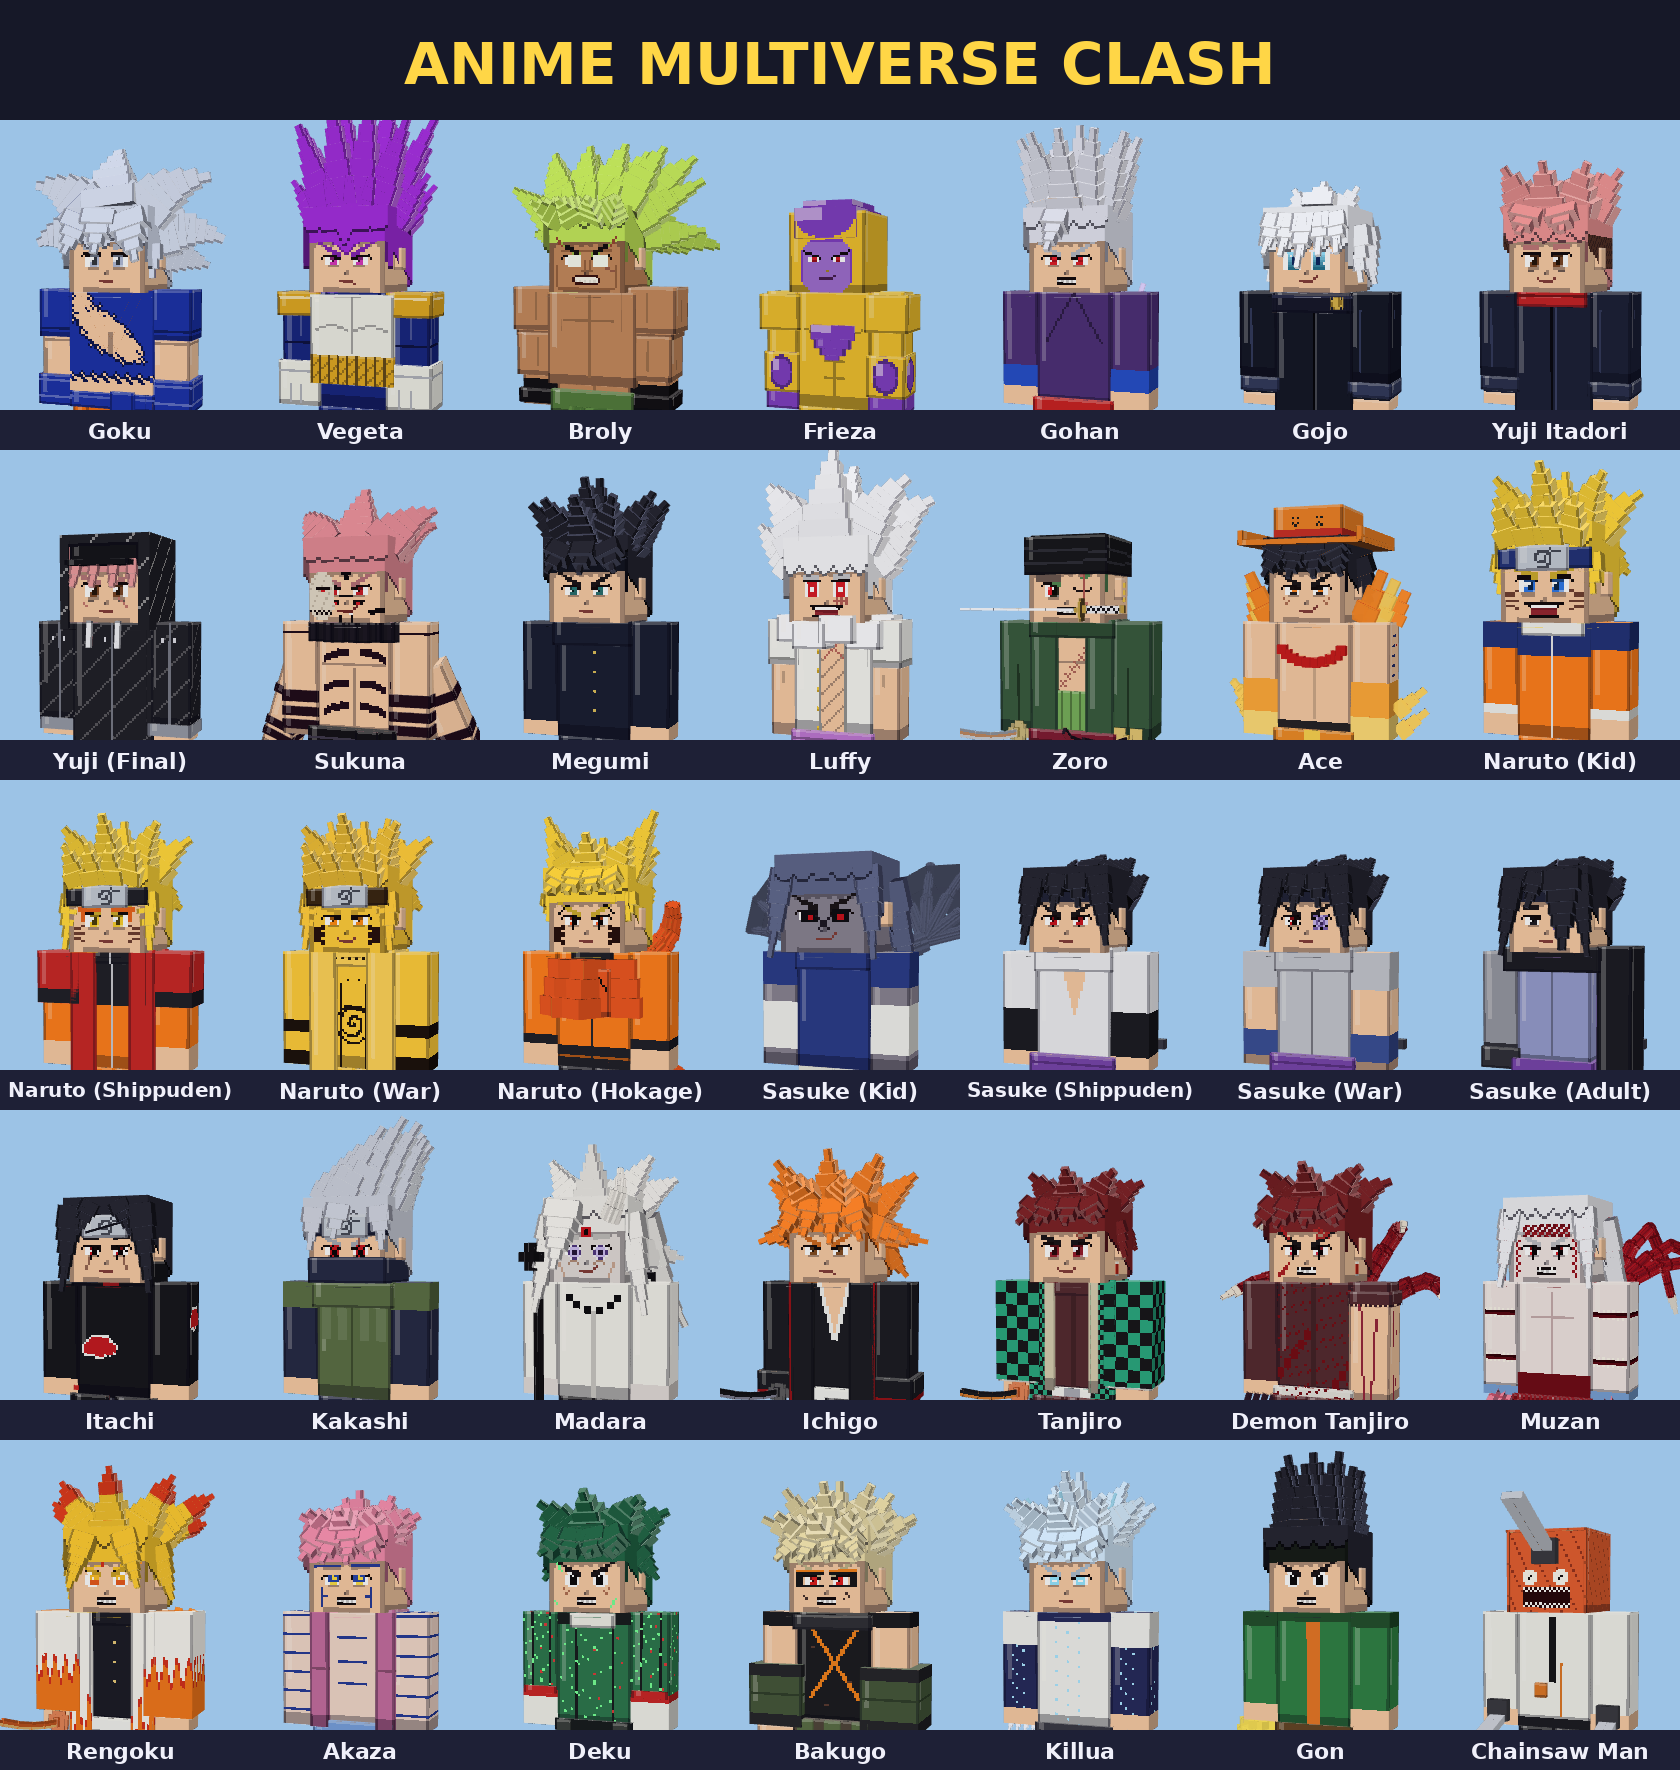 ANIME MULTIVERSE CLASH
Goku Vegeta Broly Frieza Gohan Gojo Yuji Itadori
Yuji (Final) Sukuna Megumi Luffy Zoro Ace Naruto (Kid)
Naruto (Shippuden) Naruto (War) Naruto (Hokage) Sasuke (Kid) Sasuke (Shippuden) Sasuke (War) Sasuke (Adult)
Itachi Kakashi Madara Ichigo Tanjiro Demon Tanjiro Muzan
Rengoku Akaza Deku Bakugo Killua Gon Chainsaw Man